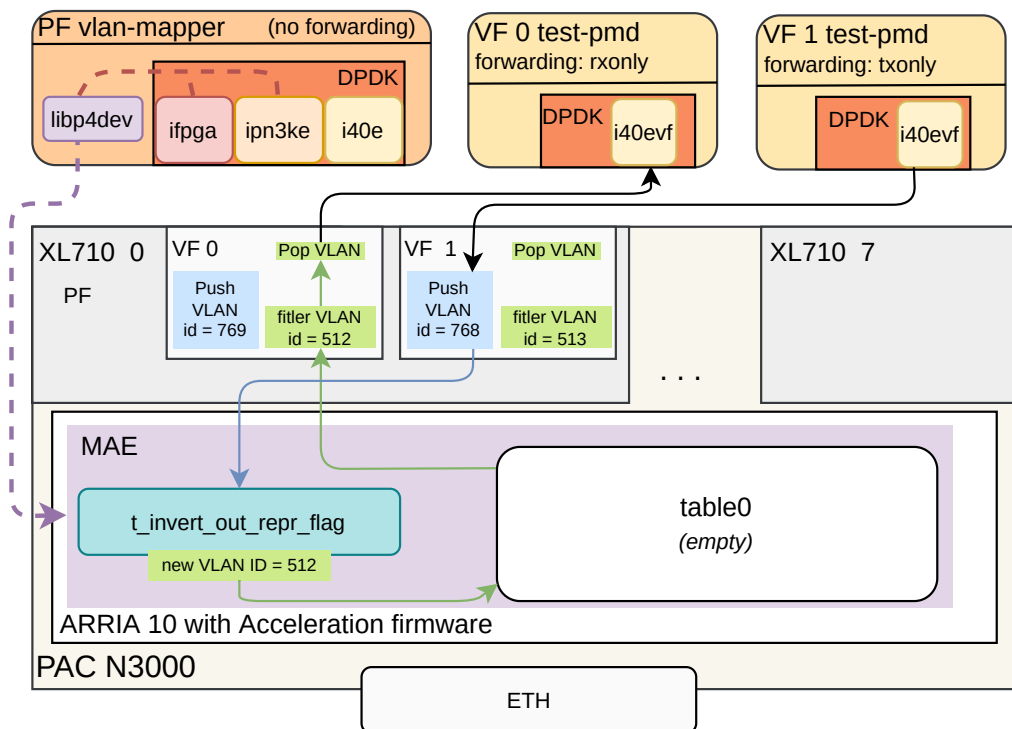 PF vlan-mapper (no forwarding)
DPDK
libp4dev
ifpga
ipn3ke
i40e
VF 0 test-pmd
forwarding: rxonly
DPDK
i40evf
VF 1 test-pmd
forwarding: txonly
DPDK
i40evf
XL710 0
PF
VF 0
Pop VLAN
Push
VLAN
id = 769
fitler VLAN
id = 512
VF 1
Pop VLAN
Push
VLAN
id = 768
fitler VLAN
id = 513
. . .
XL710 7
MAE
t_invert_out_repr_flag
new VLAN ID = 512
table0
(empty)
ARRIA 10 with Acceleration firmware
PAC N3000
ETH